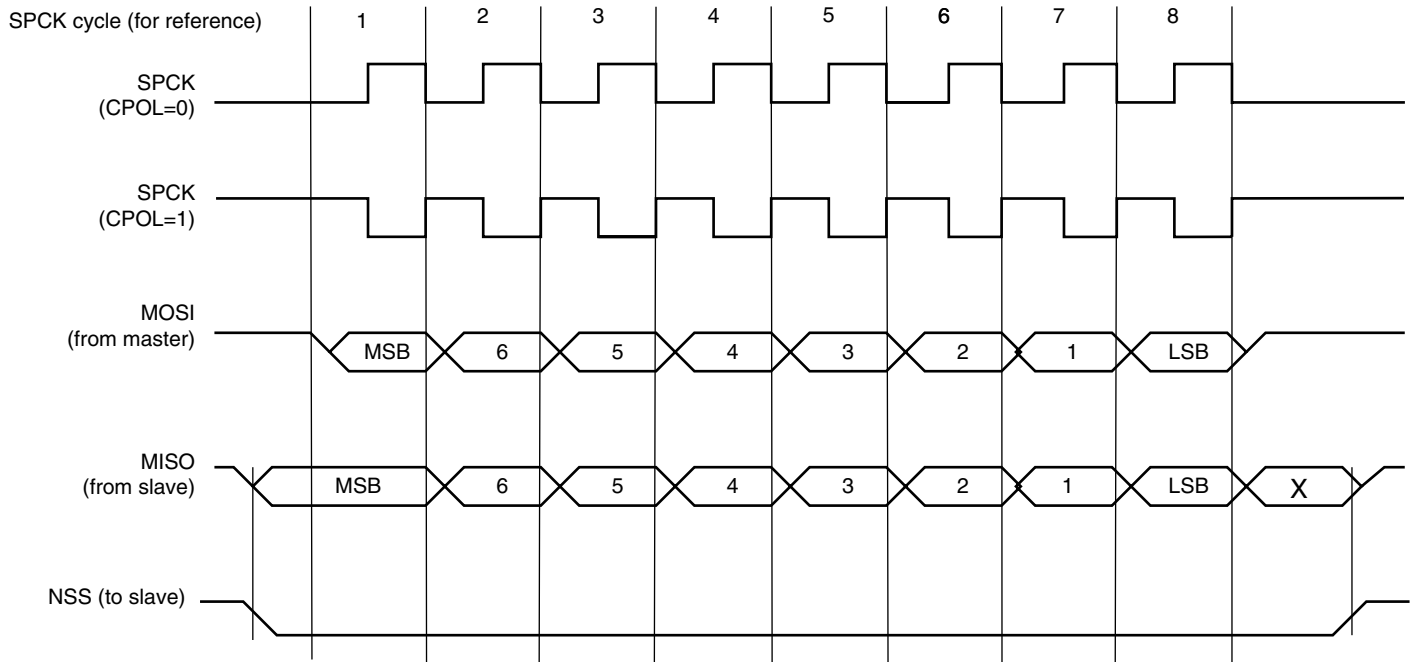 SPCK cycle (for reference) 1 2 3 4 5 6 7 8
SPCK
(CPOL=0)
SPCK
(CPOL=1)
MOSI
(from master)
MSB 6 5 4 3 2 1 LSB
MISO
(from slave)
MSB 6 5 4 3 2 1 LSB X
NSS (to slave)